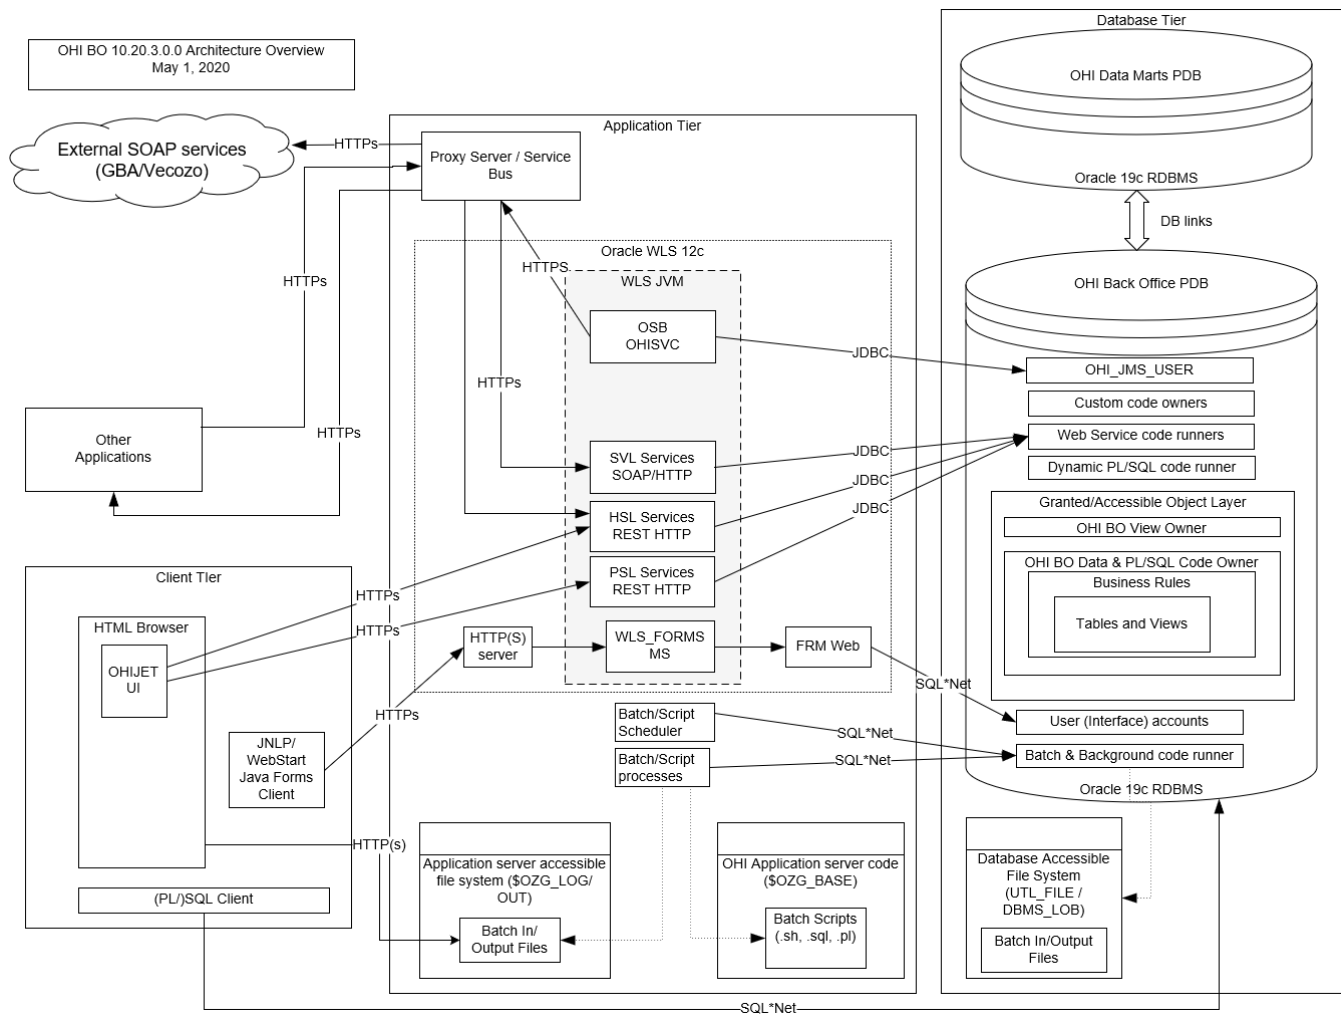 OHI BO 10.20.3.0.0 Architecture Overview
May 1, 2020
External SOAP services
(GBA/Vecozo)
HTTPs
HTTPs
HTTPs
Other
Applications
Client TIer
HTML Browser
OHIJET
UI
JNLP/
WebStart
Java Forms
Client
(PL/)SQL Client
HTTPs
HTTPs
HTTPs
HTTP(s)
Application Tier
Proxy Server / Service
Bus
Oracle WLS 12c
HTTPS
WLS JVM
OSB
OHISVC
HTTPs
SVL Services
SOAP/HTTP
HSL Services
REST HTTP
PSL Services
REST HTTP
HTTP(S)
server
WLS_FORMS
MS
FRM Web
JDBC
JDBC
JDBC
JDBC
SQL*Net
Batch/Script
Scheduler
SQL*Net
Batch/Script
processes
SQL*Net
Application server accessible
file system ($OZG_LOG/
OUT)
Batch In/
Output Files
OHI Application server code
($OZG_BASE)
Batch Scripts
(.sh, .sql, .pl)
SQL*Net
Database Tier
OHI Data Marts PDB
Oracle 19c RDBMS
DB links
OHI Back Office PDB
OHI_JMS_USER
Custom code owners
Web Service code runners
Dynamic PL/SQL code runner
Granted/Accessible Object Layer
OHI BO View Owner
OHI BO Data & PL/SQL Code Owner
Business Rules
Tables and Views
User (Interface) accounts
Batch & Background code runner
Oracle 19c RDBMS
Database Accessible
File System
(UTL_FILE /
DBMS_LOB)
Batch In/Output
Files